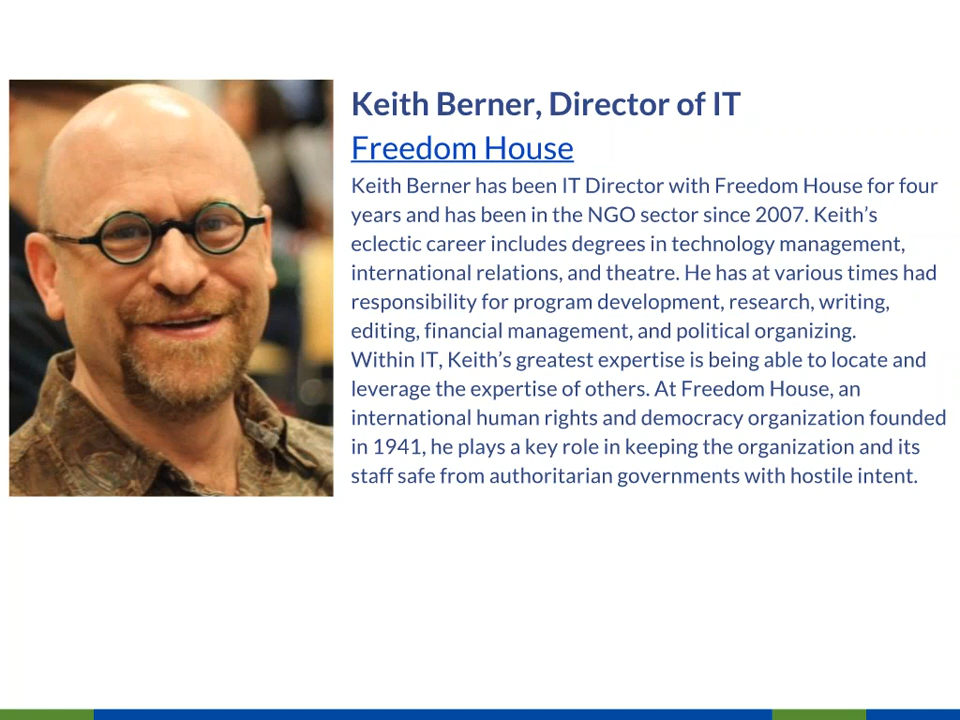 Keith Berner, Director of IT
Freedom House
Keith Berner has been IT Director with Freedom House for four
years and has been in the NGO sector since 2007. Keith’s
eclectic career includes degrees in technology management,
international relations, and theatre. He has at various times had
responsibility for program development, research, writing,
editing, financial management, and political organizing.
Within IT, Keith’s greatest expertise is being able to locate and
leverage the expertise of others. At Freedom House, an
international human rights and democracy organization founded
in 1941, he plays a key role in keeping the organization and its
staff safe from authoritarian governments with hostile intent.